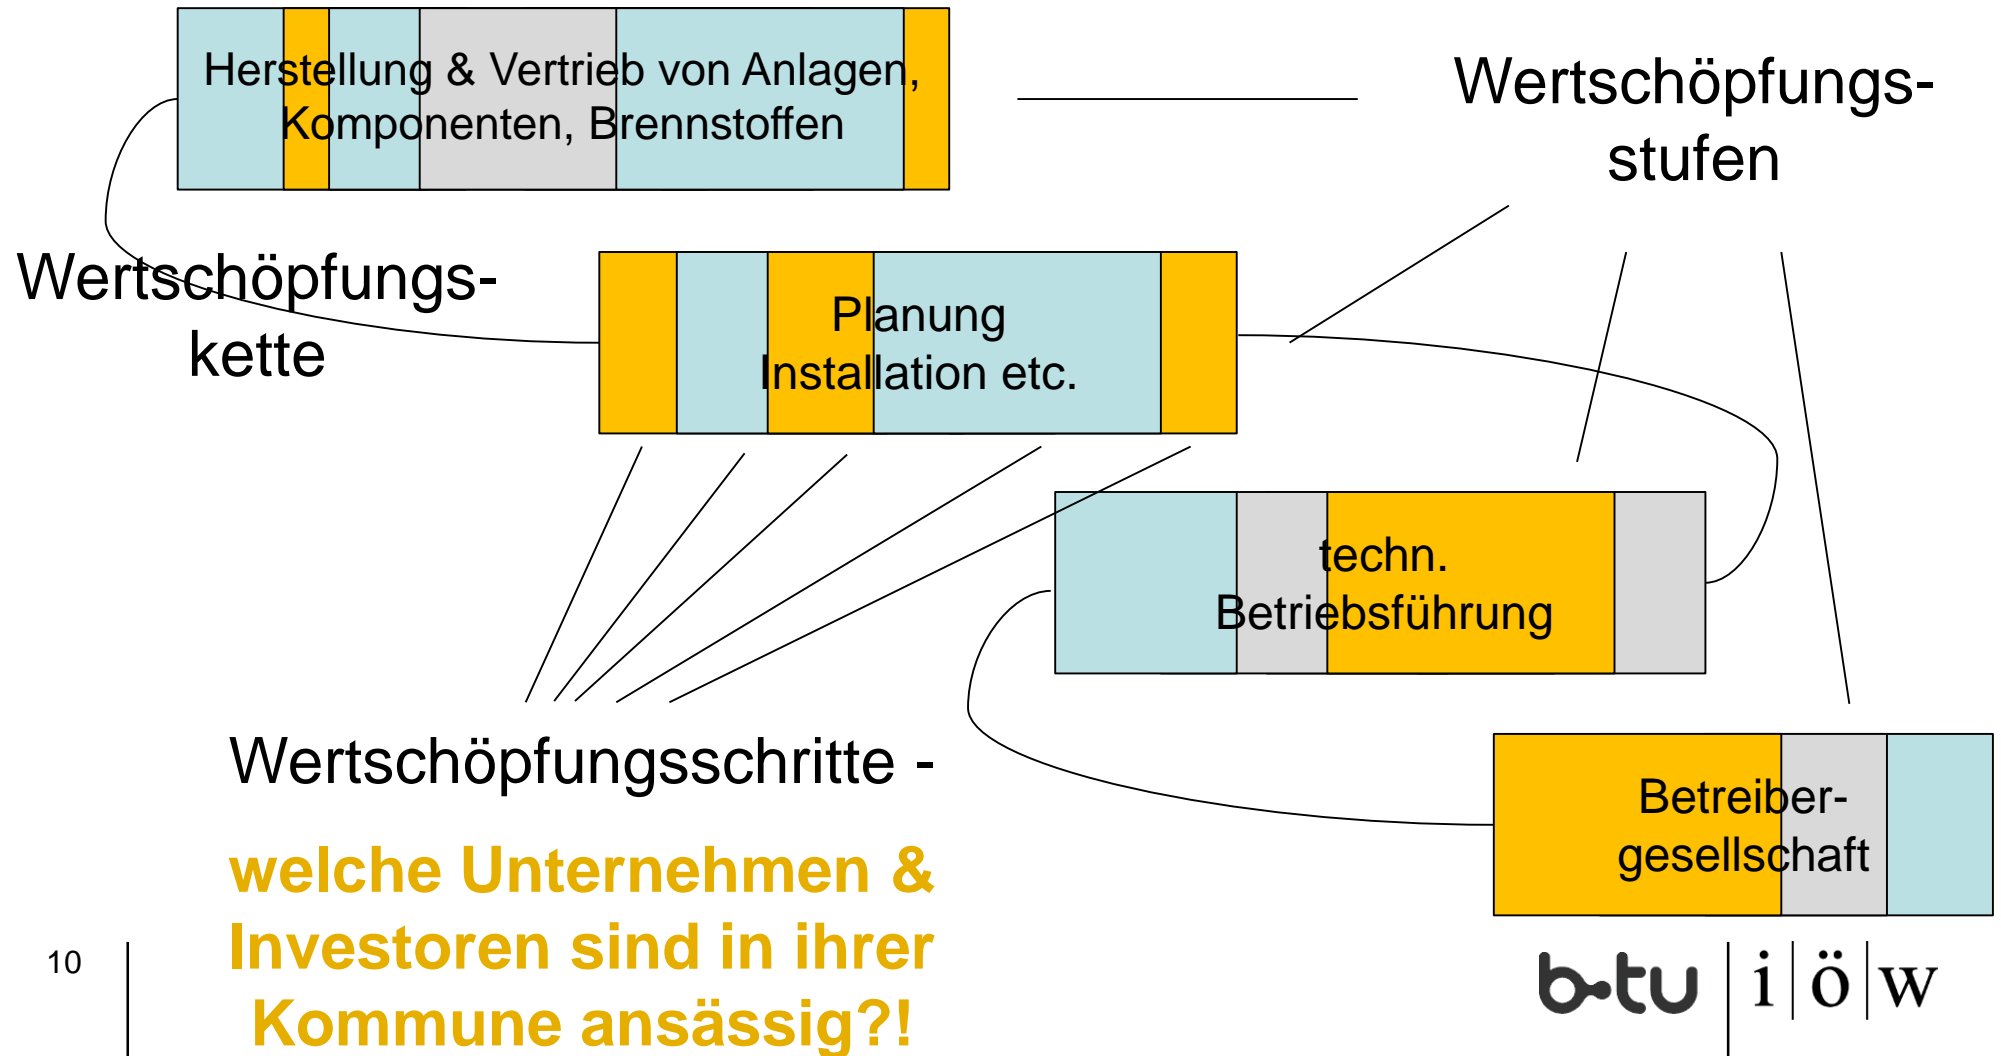 Herstellung & Vertrieb von Anlagen,
Komponenten, Brennstoffen
Wertschöpfungs-
stufen
Wertschöpfungs-
kette
Planung
Installation etc.
techn.
Betriebsführung
Betreiber-
gesellschaft
Wertschöpfungsschritte -
welche Unternehmen &
Investoren sind in ihrer
Kommune ansässig?!
10
b-tu
i|ö|w